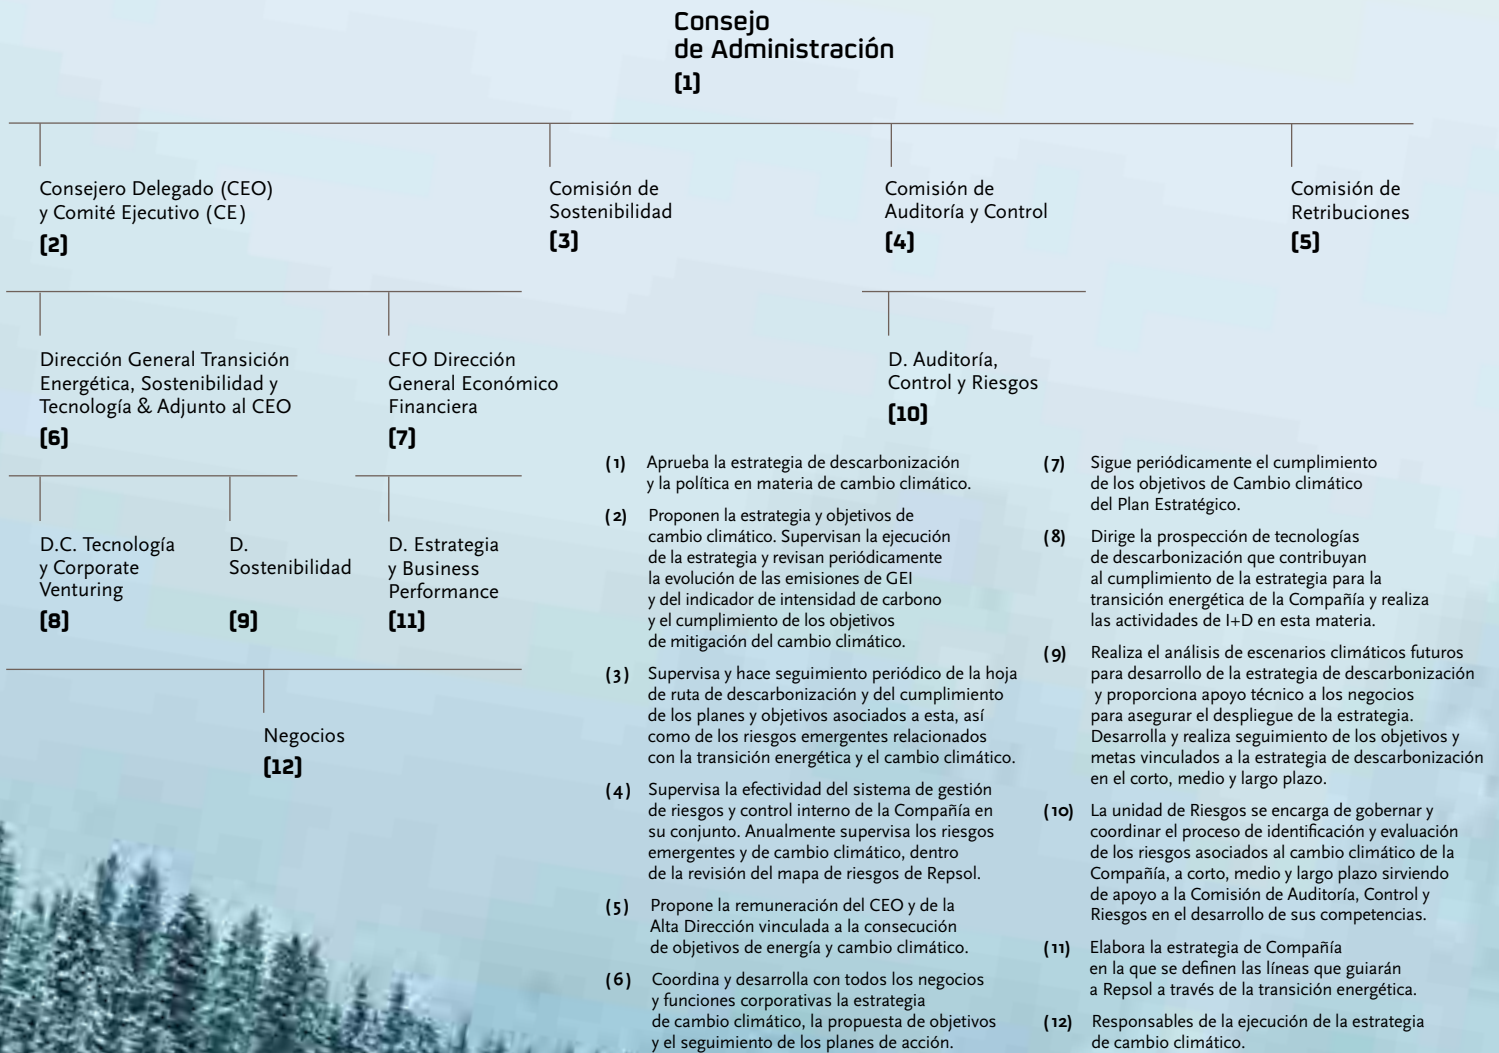 Consejo
de Administración
(1)
Consejero Delegado (CEO)
y Comité Ejecutivo (CE)
(2)
Comisión de
Sostenibilidad
(3)
Comisión de
Auditoría y Control
(4)
Comisión de
Retribuciones
(5)
Dirección General Transición
Energética, Sostenibilidad y
Tecnología & Adjunto al CEO
(6)
CFO Dirección
General Económico
Financiera
(7)
D. Auditoría,
Control y Riesgos
(10)
D.C. Tecnología
y Corporate
Venturing
(8)
D.
Sostenibilidad
(9)
D. Estrategia
y Business
Performance
(11)
Negocios
(12)
(1) Aprueba la estrategia de descarbonización
y la política en materia de cambio climático.
(2) Proponen la estrategia y objetivos de
cambio climático. Supervisan la ejecución
de la estrategia y revisan periódicamente
la evolución de las emisiones de GEI
y del indicador de intensidad de carbono
y el cumplimiento de los objetivos
de mitigación del cambio climático.
(3) Supervisa y hace seguimiento periódico de la hoja
de ruta de descarbonización y del cumplimiento
de los planes y objetivos asociados a esta, así
como de los riesgos emergentes relacionados
con la transición energética y el cambio climático.
(4) Supervisa la efectividad del sistema de gestión
de riesgos y control interno de la Compañía en
su conjunto. Anualmente supervisa los riesgos
emergentes y de cambio climático, dentro
de la revisión del mapa de riesgos de Repsol.
(5) Propone la remuneración del CEO y de la
Alta Dirección vinculada a la consecución
de objetivos de energía y cambio climático.
(6) Coordina y desarrolla con todos los negocios
y funciones corporativas la estrategia
de cambio climático, la propuesta de objetivos
y el seguimiento de los planes de acción.
(7) Sigue periódicamente el cumplimiento
de los objetivos de Cambio climático
del Plan Estratégico.
(8) Dirige la prospección de tecnologías
de descarbonización que contribuyan
al cumplimiento de la estrategia para la
transición energética de la Compañía y realiza
las actividades de I+D en esta materia.
(9) Realiza el análisis de escenarios climáticos futuros
para desarrollo de la estrategia de descarbonización
y proporciona apoyo técnico a los negocios
para asegurar el despliegue de la estrategia.
Desarrolla y realiza seguimiento de los objetivos y
metas vinculados a la estrategia de descarbonización
en el corto, medio y largo plazo.
(10) La unidad de Riesgos se encarga de gobernar y
coordinar el proceso de identificación y evaluación
de los riesgos asociados al cambio climático de la
Compañía, a corto, medio y largo plazo sirviendo
de apoyo a la Comisión de Auditoría, Control y
Riesgos en el desarrollo de sus competencias.
(11) Elabora la estrategia de Compañía
en la que se definen las líneas que guiarán
a Repsol a través de la transición energética.
(12) Responsables de la ejecución de la estrategia
de cambio climático.